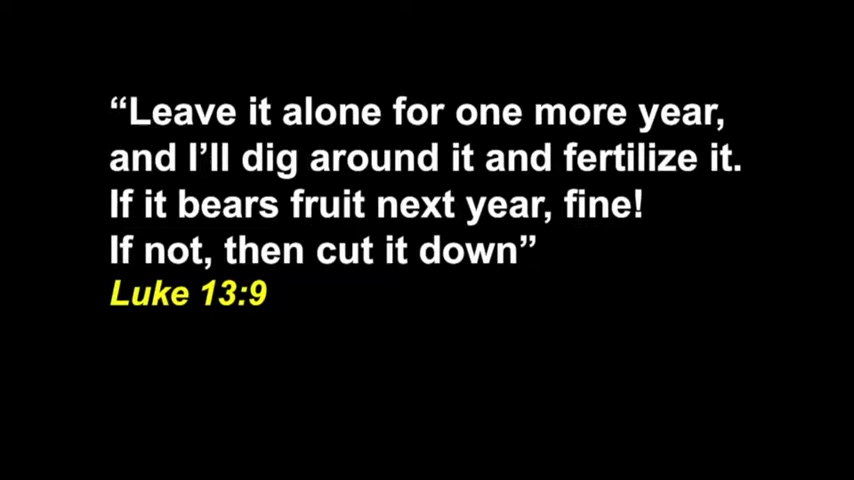 “Leave it alone for one more year,
and I’ll dig around it and fertilize it.
If it bears fruit next year, fine!
If not, then cut it down”
Luke 13:9